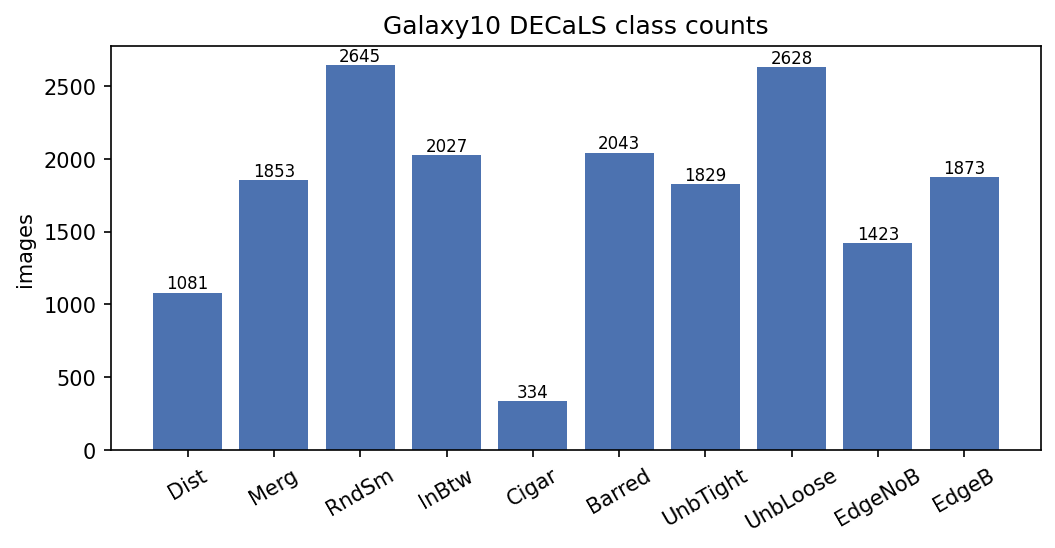 Galaxy10 DECaLS class counts
images
2500
2000
1500
1000
500
0
1081
1853
2645
2027
334
2043
1829
2628
1423
1873
Dist
Merg
RndSm
InBtw
Cigar
Barred
UnbTight
UnbLoose
EdgeNoB
EdgeB